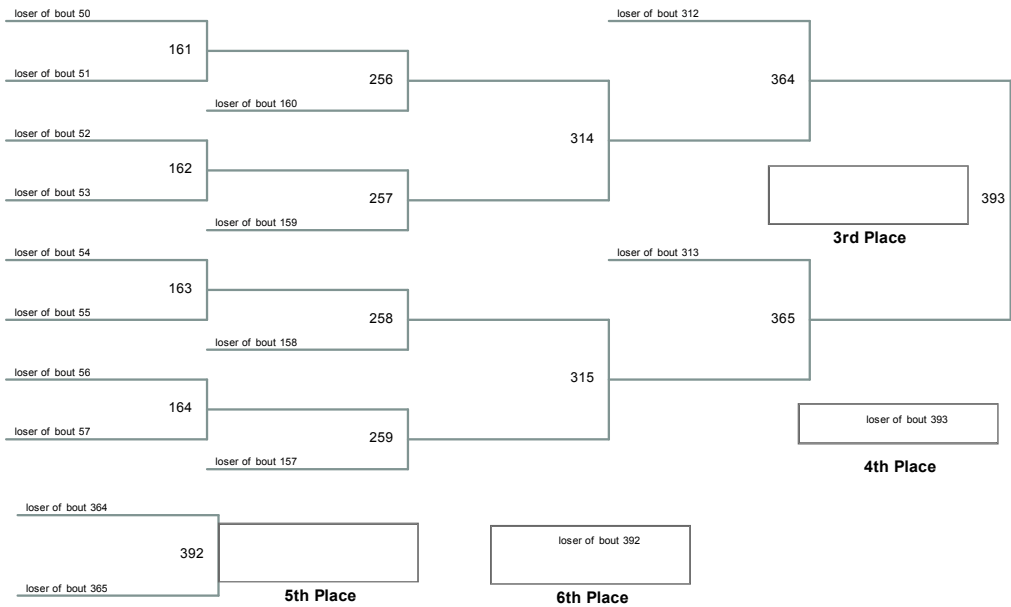 loser of bout 50
loser of bout 312
161
loser of bout 51
256
364
loser of bout 160
loser of bout 52
314
162
loser of bout 53
257
393
loser of bout 159
3rd Place
loser of bout 54
loser of bout 313
163
loser of bout 55
258
365
loser of bout 158
loser of bout 56
315
164
loser of bout 57
259
loser of bout 393
loser of bout 157
4th Place
loser of bout 364
392
loser of bout 392
loser of bout 365
5th Place
6th Place